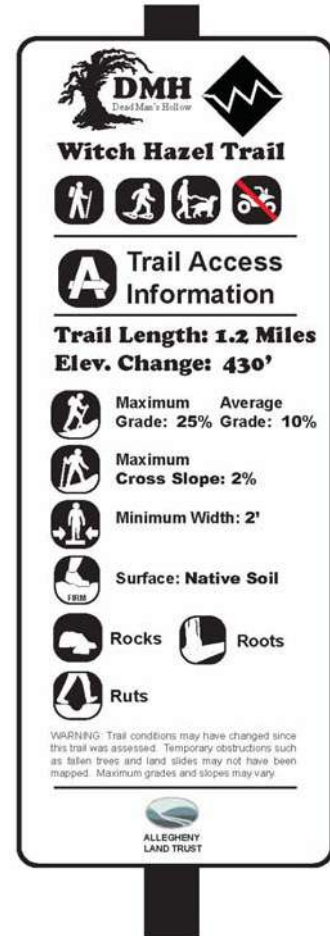 DMH
Dead Man's Hollow
Witch Hazel Trail
A
Trail Access
Information
Trail Length: 1.2 Miles
Elev. Change: 430'
Maximum Average
Grade: 25% Grade: 10%
Maximum
Cross Slope: 2%
Minimum Width: 2'
Surface: Native Soil
FIRM
Rocks
Roots
Ruts
WARNING: Trail conditions may have changed since
this trail was assessed. Temporary obstructions such
as fallen trees and land slides may not have been
mapped. Maximum grades and slopes may vary.
ALLEGHENY
LAND TRUST